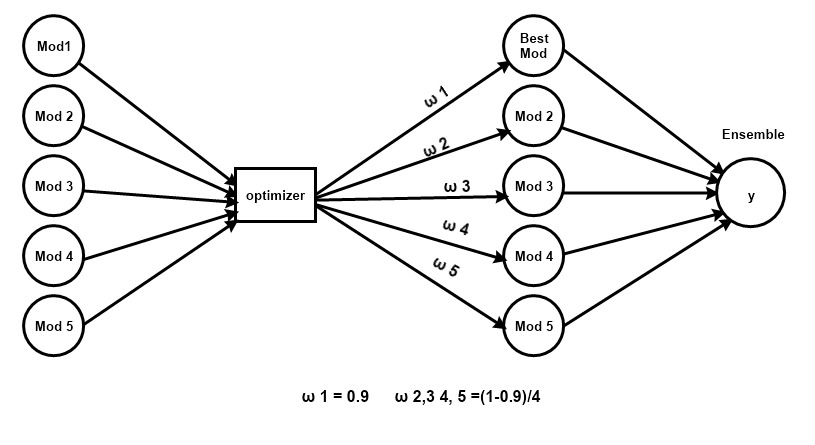 Mod1
Mod 2
Mod 3
Mod 4
Mod 5
optimizer
ω 1
ω 2
ω 3
ω 4
ω 5
Best
Mod
Mod 2
Mod 3
Mod 4
Mod 5
Ensemble
y
ω 1 = 0.9 ω 2,3 4, 5 =(1-0.9)/4